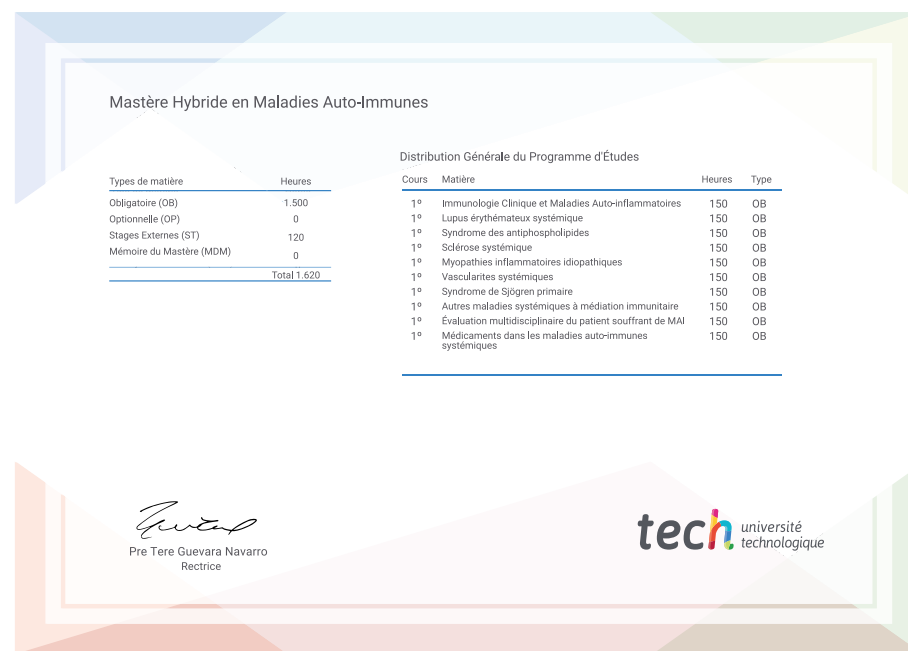 Mastère Hybride en Maladies Auto-Immunes
Types de matière Heures
Obligatoire (OB) 1.500
Optionnelle (OP) 0
Stages Externes (ST) 120
Mémoire du Mastère (MDM) 0
Total 1.620
Distribution Générale du Programme d'Études
Cours Matière Heures Type
1º Immunologie Clinique et Maladies Auto-inflammatoires 150 OB
1º Lupus érythémateux systémique 150 OB
1º Syndrome des antiphospholipides 150 OB
1º Sclérose systémique 150 OB
1º Myopathies inflammatoires idiopathiques 150 OB
1º Vascularites systémiques 150 OB
1º Syndrome de Sjögren primaire 150 OB
1º Autres maladies systémiques à médiation immunitaire 150 OB
1º Évaluation multidisciplinaire du patient souffrant de MAI 150 OB
1º Médicaments dans les maladies auto-immunes 150 OB
systémiques
Pre Tere Guevara Navarro
Rectrice
tech université
technologique